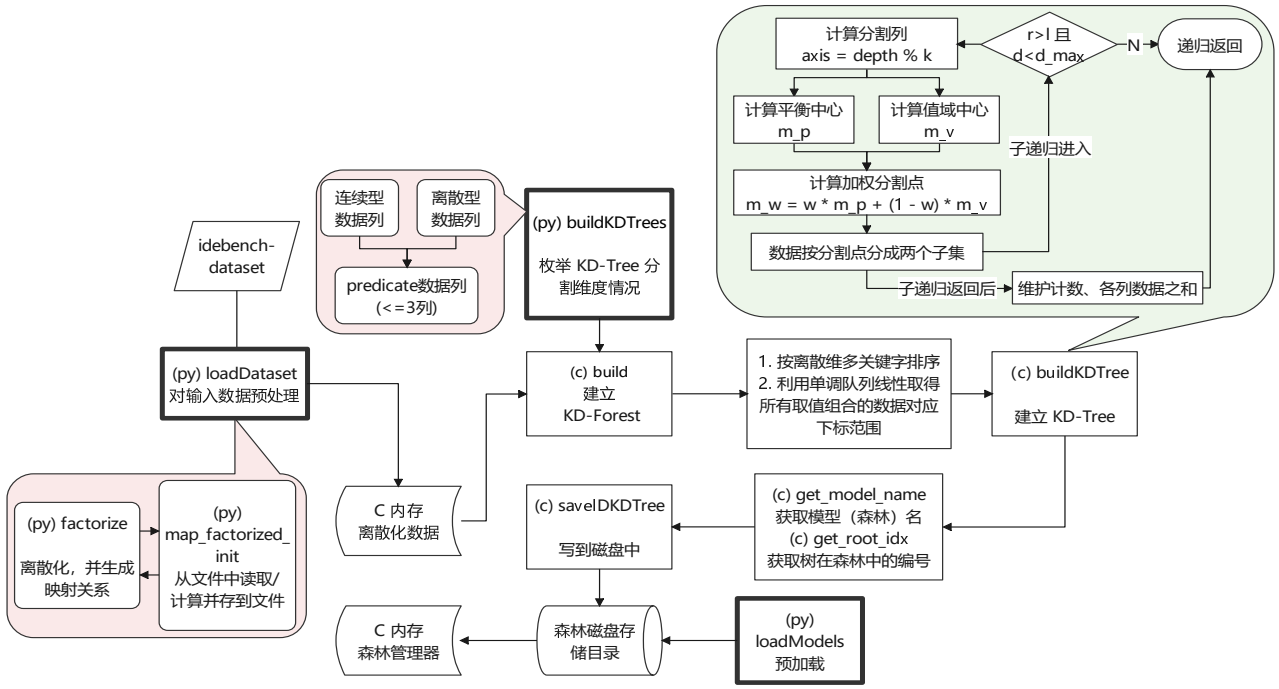 计算分割列
axis = depth % k
r>l 且
d<d_max
N
递归返回
计算平衡中心
m_p
计算值域中心
m_v
子递归进入
计算加权分割点
m_w = w * m_p + (1 - w) * m_v
数据按分割点分成两个子集
子递归返回后
维护计数、各列数据之和
连续型
数据列
离散型
数据列
predicate数据列
(<=3列)
(py) buildKDTrees
枚举 KD-Tree 分
割维度情况
idebench-
dataset
(py) loadDataset
对输入数据预处理
(c) build
建立
KD-Forest
1. 按离散维多关键字排序
2. 利用单调队列线性取得
所有取值组合的数据对应
下标范围
(c) buildKDTree
建立 KD-Tree
(py) factorize
离散化，并生成
映射关系
(py)
map_factorized_
init
从文件中读取/
计算并存到文件
C 内存
离散化数据
(c) saveIDKDTree
写到磁盘中
(c) get_model_name
获取模型（森林）名
(c) get_root_idx
获取树在森林中的编号
C 内存
森林管理器
森林磁盘存
储目录
(py)
loadModels
预加载